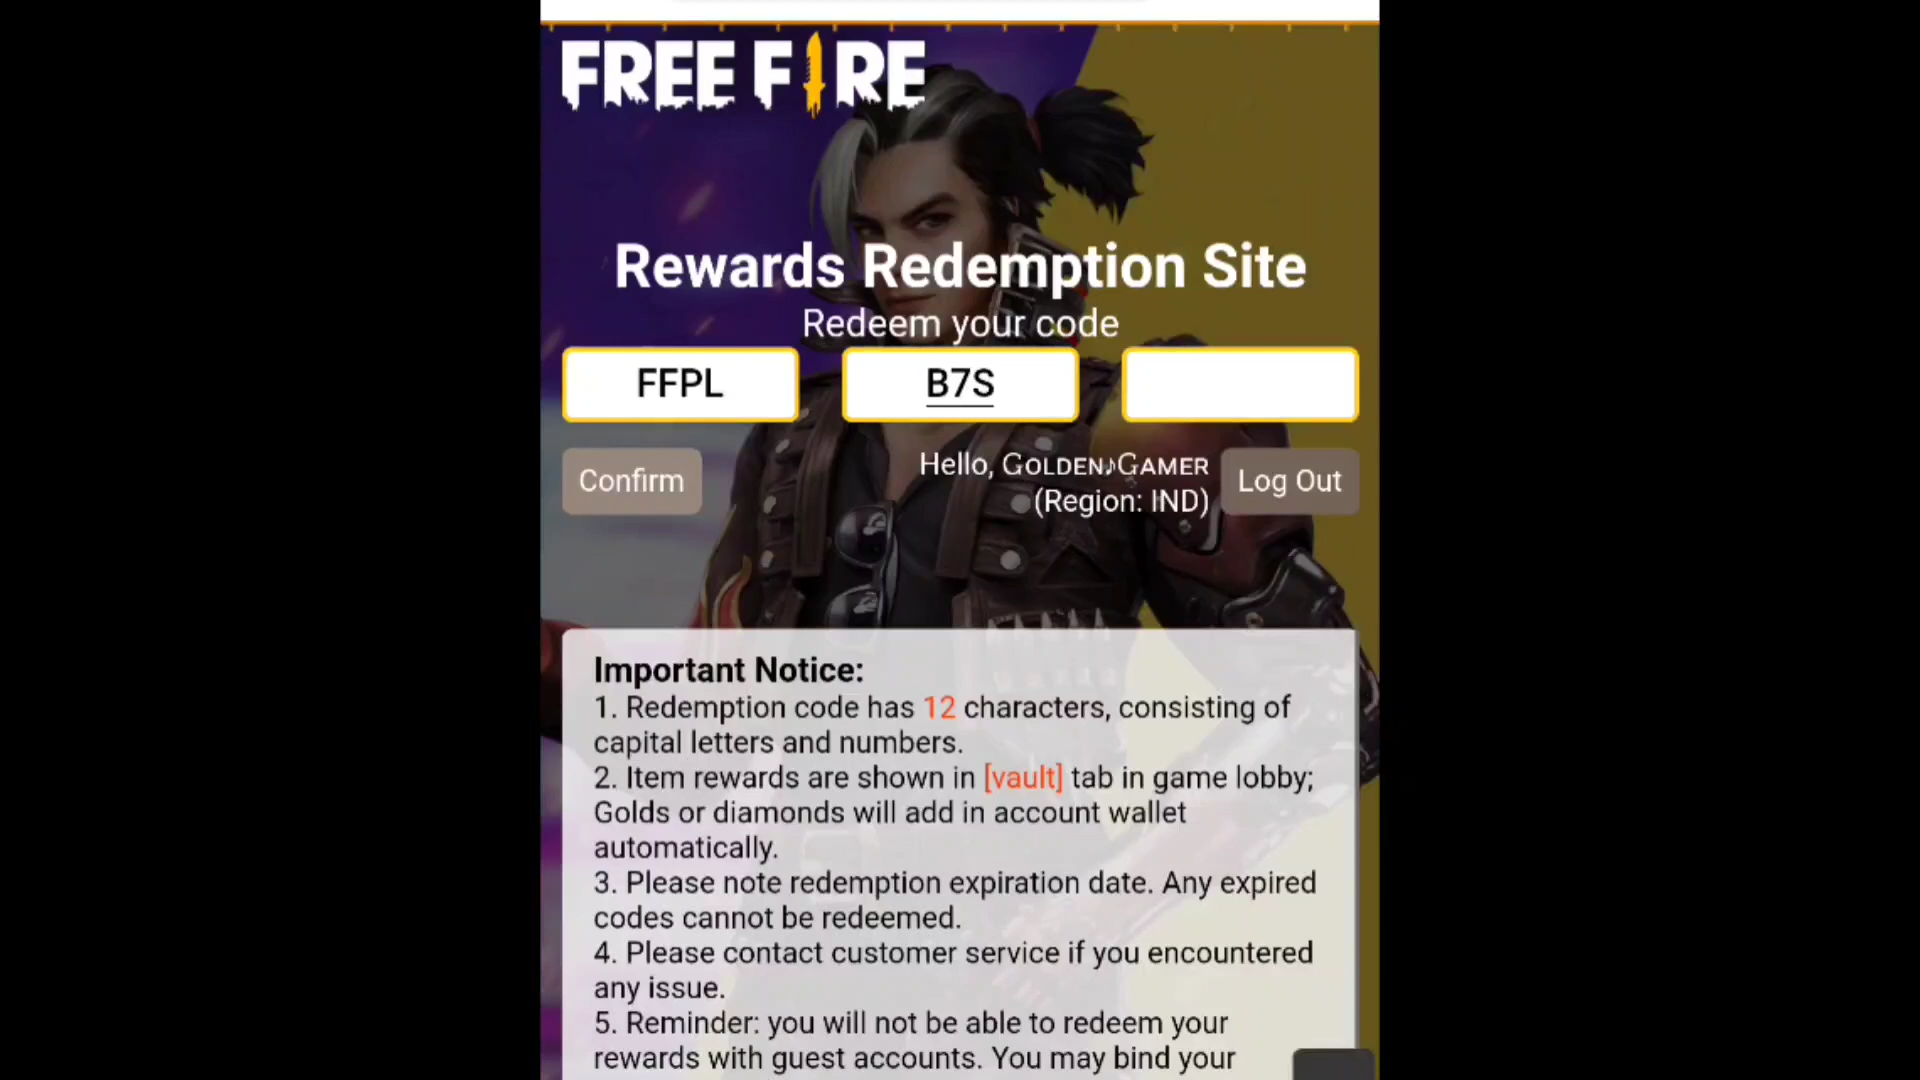 FREE FIRE
Rewards Redemption Site
Redeem your code
FFPL B7S
Confirm
Hello, Gᴏʟᴅᴇɴ♪Gᴀᴍᴇʀ
(Region: IND)
Log Out
Important Notice:
1. Redemption code has 12 characters, consisting of
capital letters and numbers.
2. Item rewards are shown in [vault] tab in game lobby;
Golds or diamonds will add in account wallet
automatically.
3. Please note redemption expiration date. Any expired
codes cannot be redeemed.
4. Please contact customer service if you encountered
any issue.
5. Reminder: you will not be able to redeem your
rewards with guest accounts. You may bind your